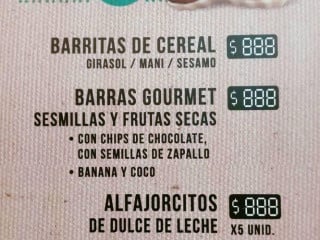 BARRITAS DE CEREAL $ 888
GIRASOL / MANI / SESAMO
BARRAS GOURMET $ 888
SESMILLAS Y FRUTAS SECAS
• CON CHIPS DE CHOCOLATE,
CON SEMILLAS DE ZAPALLO
• BANANA Y COCO
ALFAJORCITOS $ 888
DE DULCE DE LECHE X5 UNID.